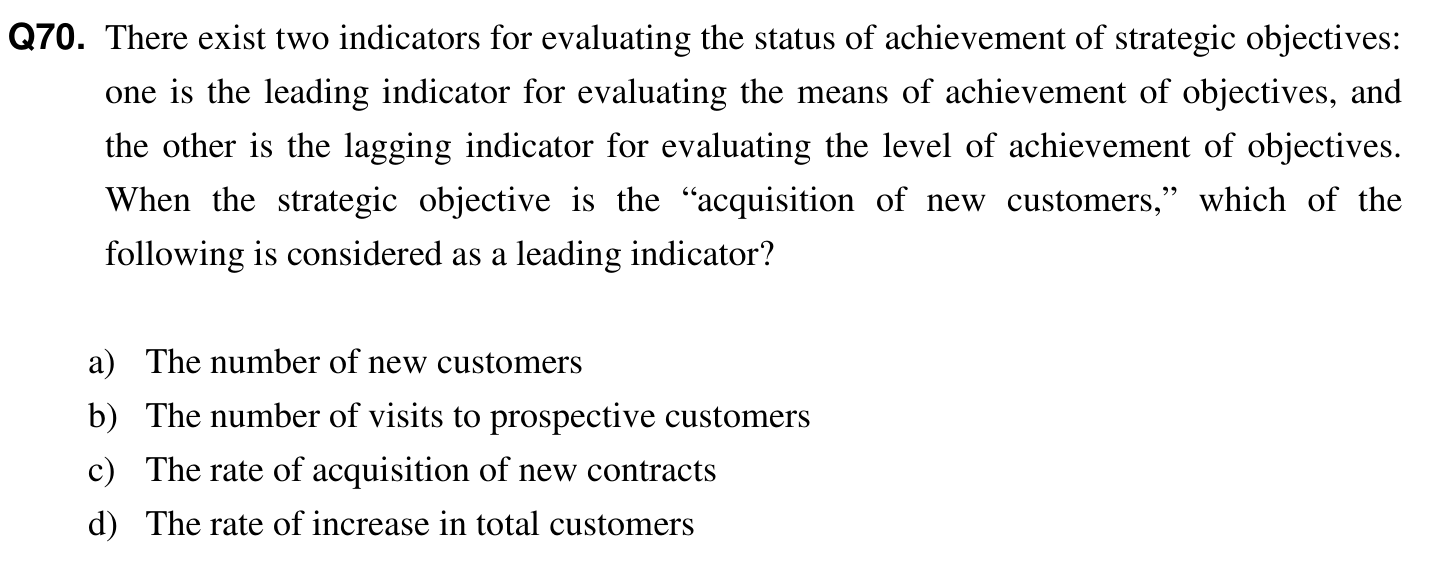 Q70. There exist two indicators for evaluating the status of achievement of strategic objectives:
one is the leading indicator for evaluating the means of achievement of objectives, and
the other is the lagging indicator for evaluating the level of achievement of objectives.
When the strategic objective is the “acquisition of new customers,” which of the
following is considered as a leading indicator?
a) The number of new customers
b) The number of visits to prospective customers
c) The rate of acquisition of new contracts
d) The rate of increase in total customers